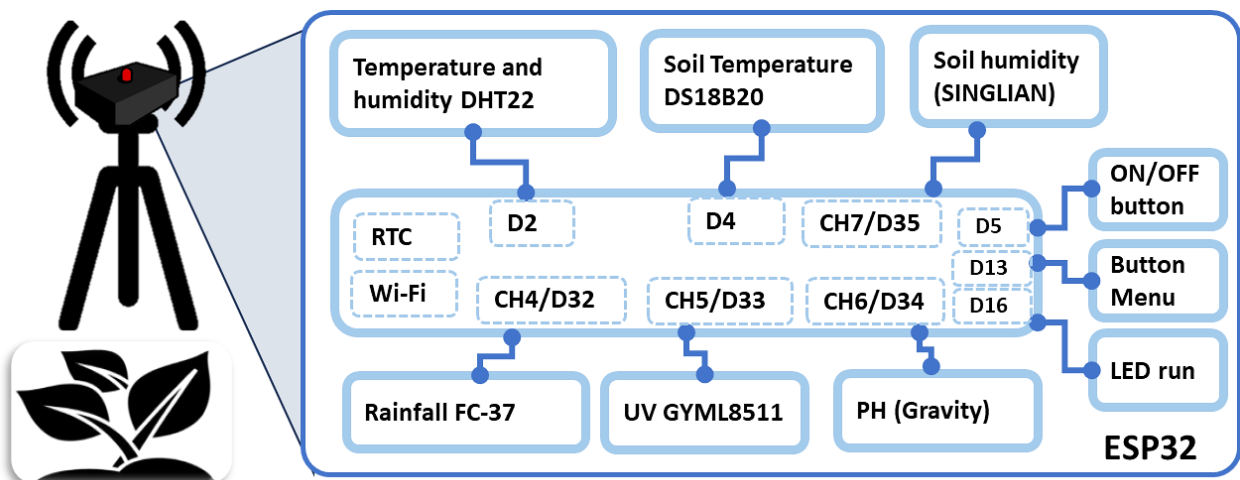 Temperature and
humidity DHT22
Soil Temperature
DS18B20
Soil humidity
(SINGLIAN)
ON/OFF
button
RTC
D2
D4
CH7/D35
D5
D13
Button
Menu
Wi-Fi
CH4/D32
CH5/D33
CH6/D34
D16
Rainfall FC-37
UV GYML8511
PH (Gravity)
LED run
ESP32